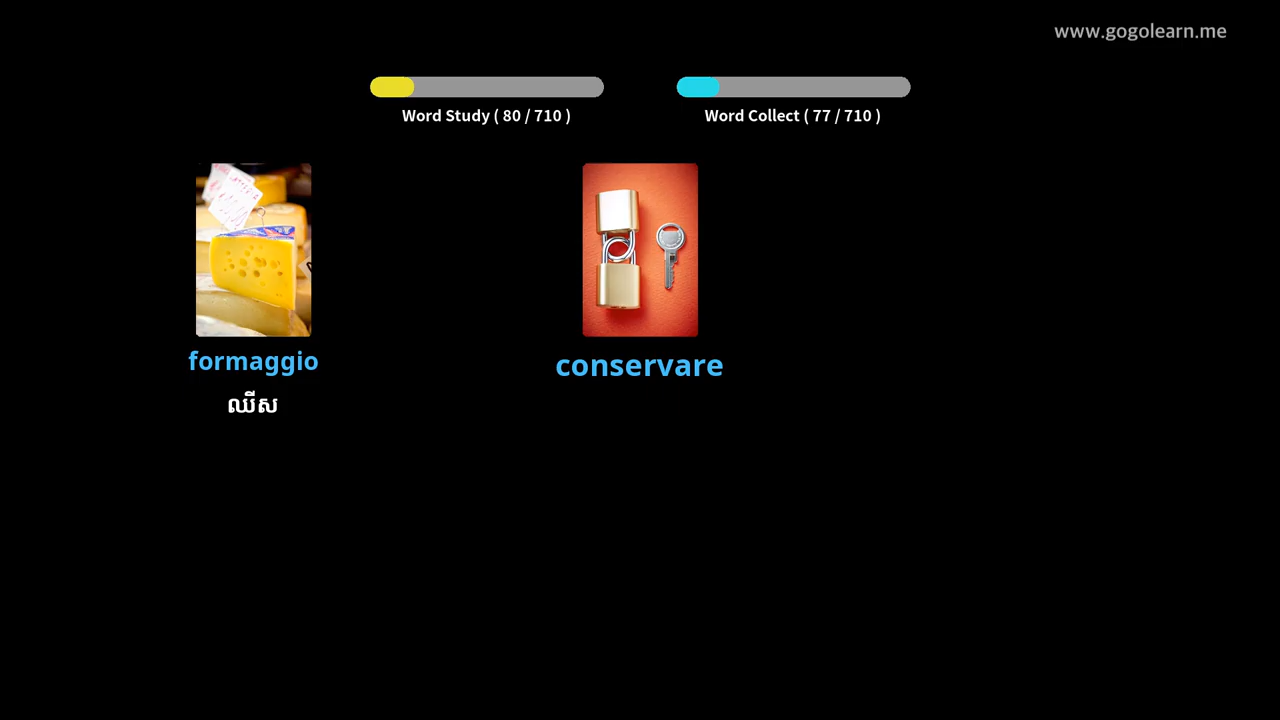 www.gogolearn.me
Word Study ( 80 / 710 )
Word Collect ( 77 / 710 )
formaggio
ឈីស
conservare